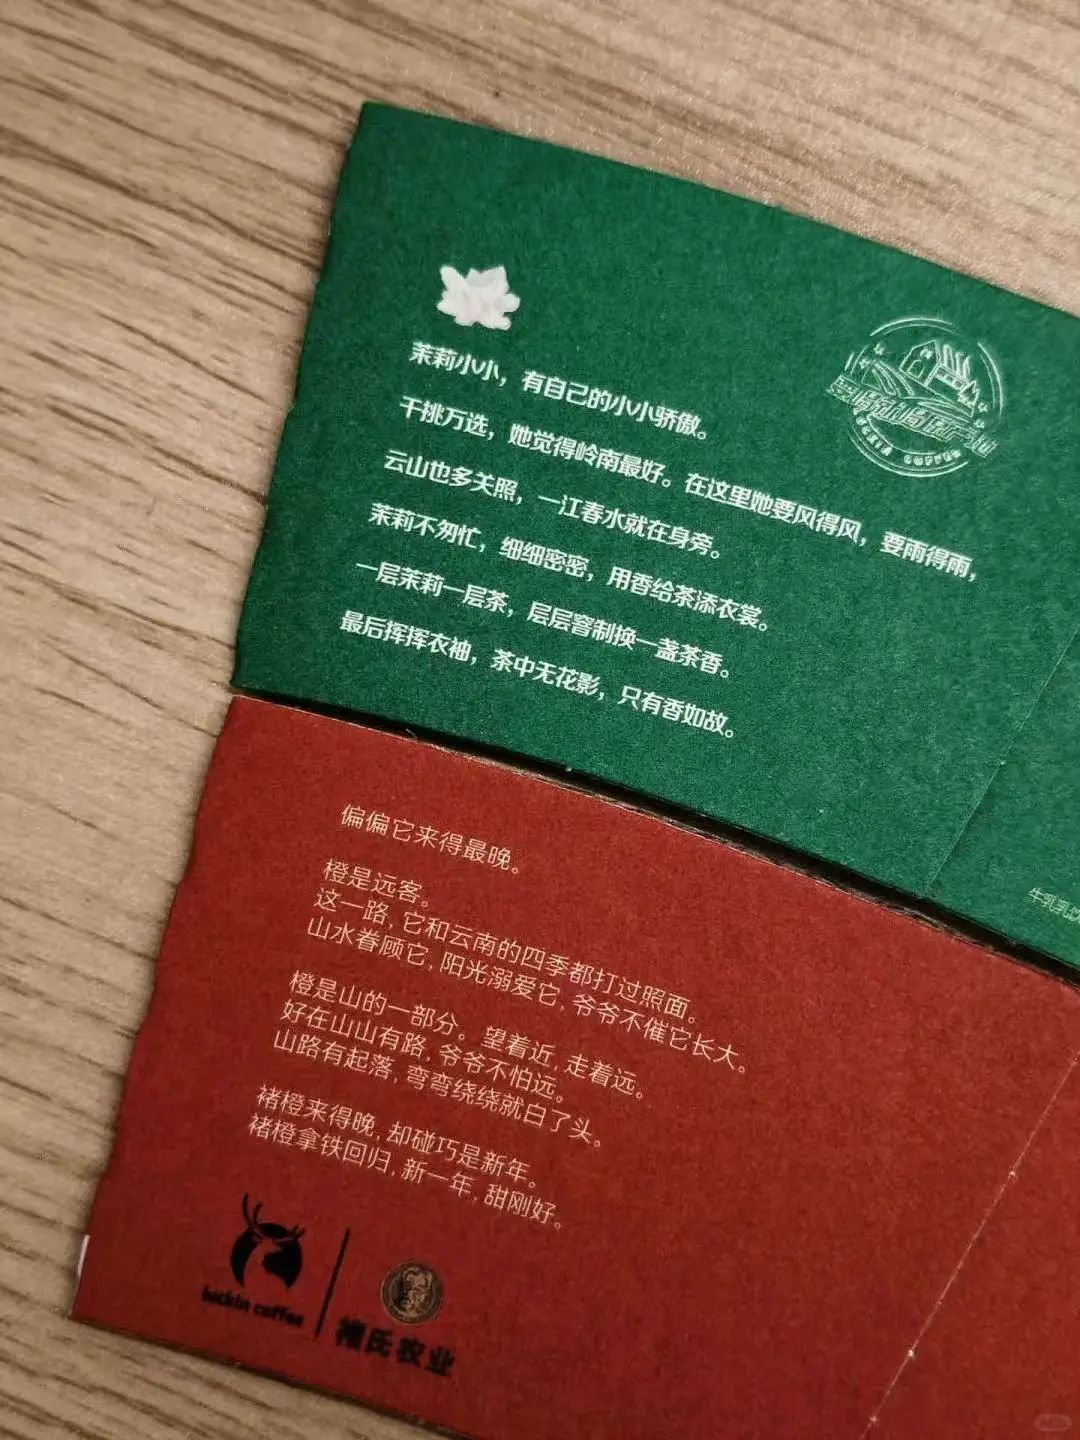 茉莉小小，有自己的小小骄傲。
千挑万选，她觉得岭南最好。在这里她要风得风，要雨得雨，
云山也多关照，一江春水就在身旁。
茉莉不匆忙，细细密密，用香给茶添衣裳。
一层茉莉一层茶，层层窨制换一盏茶香。
最后挥挥衣袖，茶中无花影，只有香如故。
牛乳乳饮
偏偏它来得最晚。
橙是远客。
这一路，它和云南的四季都打过照面。
山水眷顾它，阳光溺爱它，爷爷不催它长大。
橙是山的一部分。望着近，走着远。
好在山山有路，爷爷不怕远。
山路有起落，弯弯绕绕就白了头。
褚橙来得晚，却碰巧是新年。
褚橙拿铁回归，新一年，甜刚好。
luckin coffee
褚氏农业